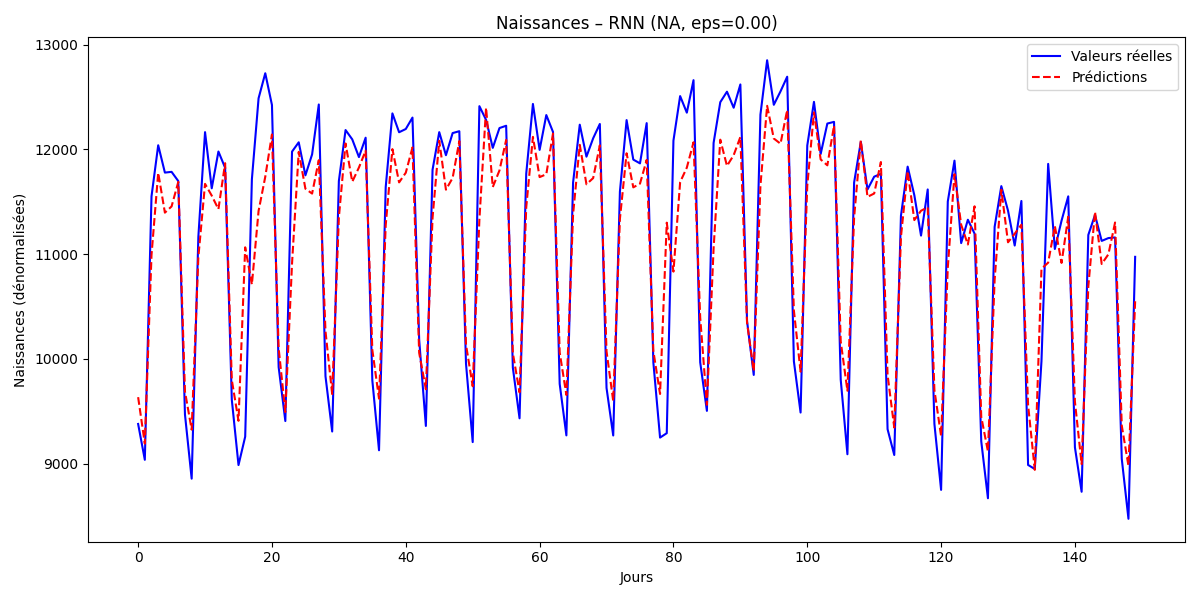 Naissances – RNN (NA, eps=0.00)
Valeurs réelles
Prédictions
13000
12000
11000
10000
9000
Naissances (dénormalisées)
0 20 40 60 80 100 120 140
Jours